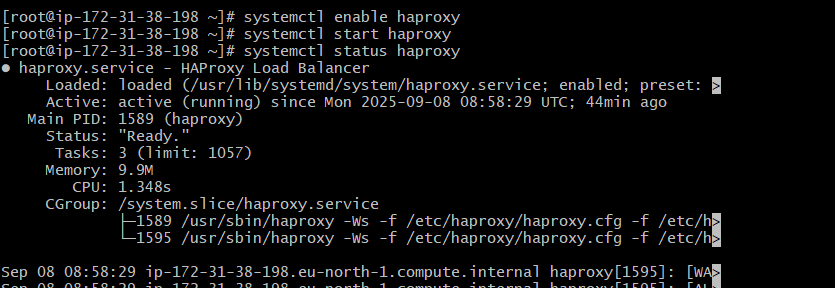 [root@ip-172-31-38-198 ~]# systemctl enable haproxy
[root@ip-172-31-38-198 ~]# systemctl start haproxy
[root@ip-172-31-38-198 ~]# systemctl status haproxy
● haproxy.service - HAProxy Load Balancer
     Loaded: loaded (/usr/lib/systemd/system/haproxy.service; enabled; preset: >
     Active: active (running) since Mon 2025-09-08 08:58:29 UTC; 44min ago
   Main PID: 1589 (haproxy)
     Status: "Ready."
      Tasks: 3 (limit: 1057)
     Memory: 9.9M
        CPU: 1.348s
     CGroup: /system.slice/haproxy.service
             ├─1589 /usr/sbin/haproxy -Ws -f /etc/haproxy/haproxy.cfg -f /etc/h>
             └─1595 /usr/sbin/haproxy -Ws -f /etc/haproxy/haproxy.cfg -f /etc/h>
Sep 08 08:58:29 ip-172-31-38-198.eu-north-1.compute.internal haproxy[1595]: [WA>
Sep 08 08:58:29 ip-172-31-38-198.eu-north-1.compute.internal haproxy[1595]: [AL>